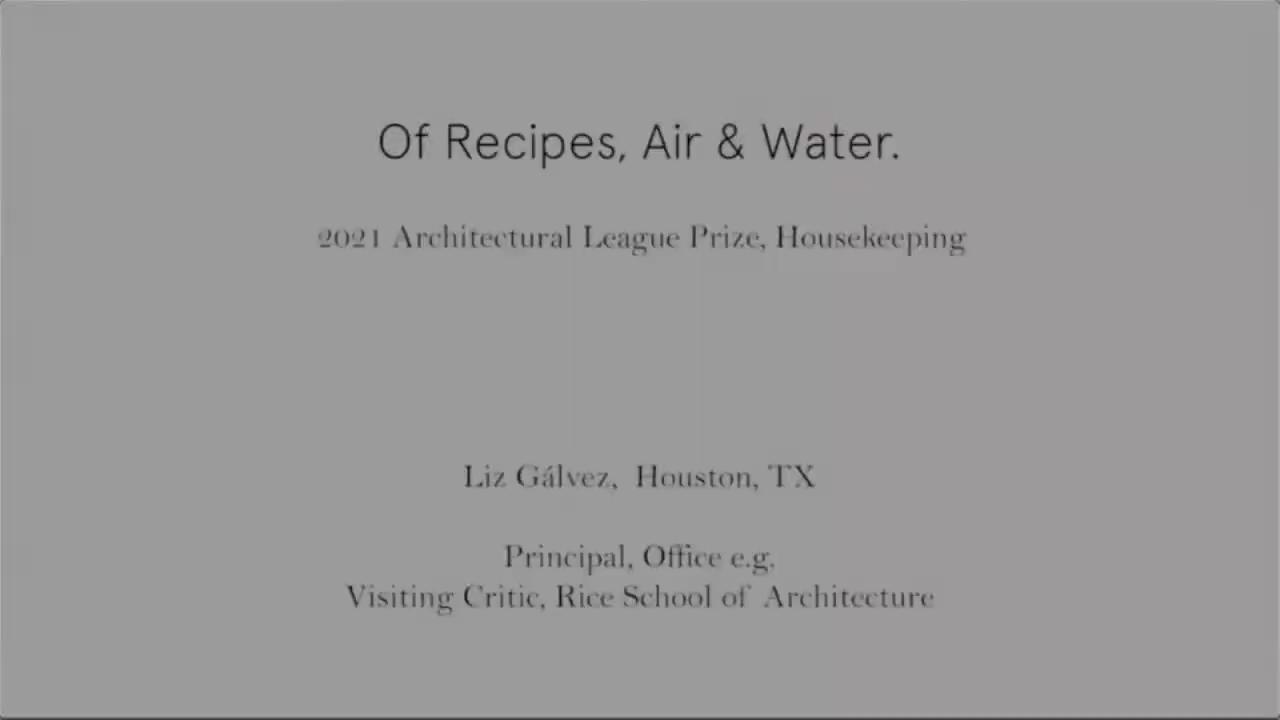 Of Recipes, Air & Water.
2021 Architectural League Prize, Housekeeping
Liz Gálvez, Houston, TX
Principal, Office e.g.
Visiting Critic, Rice School of Architecture